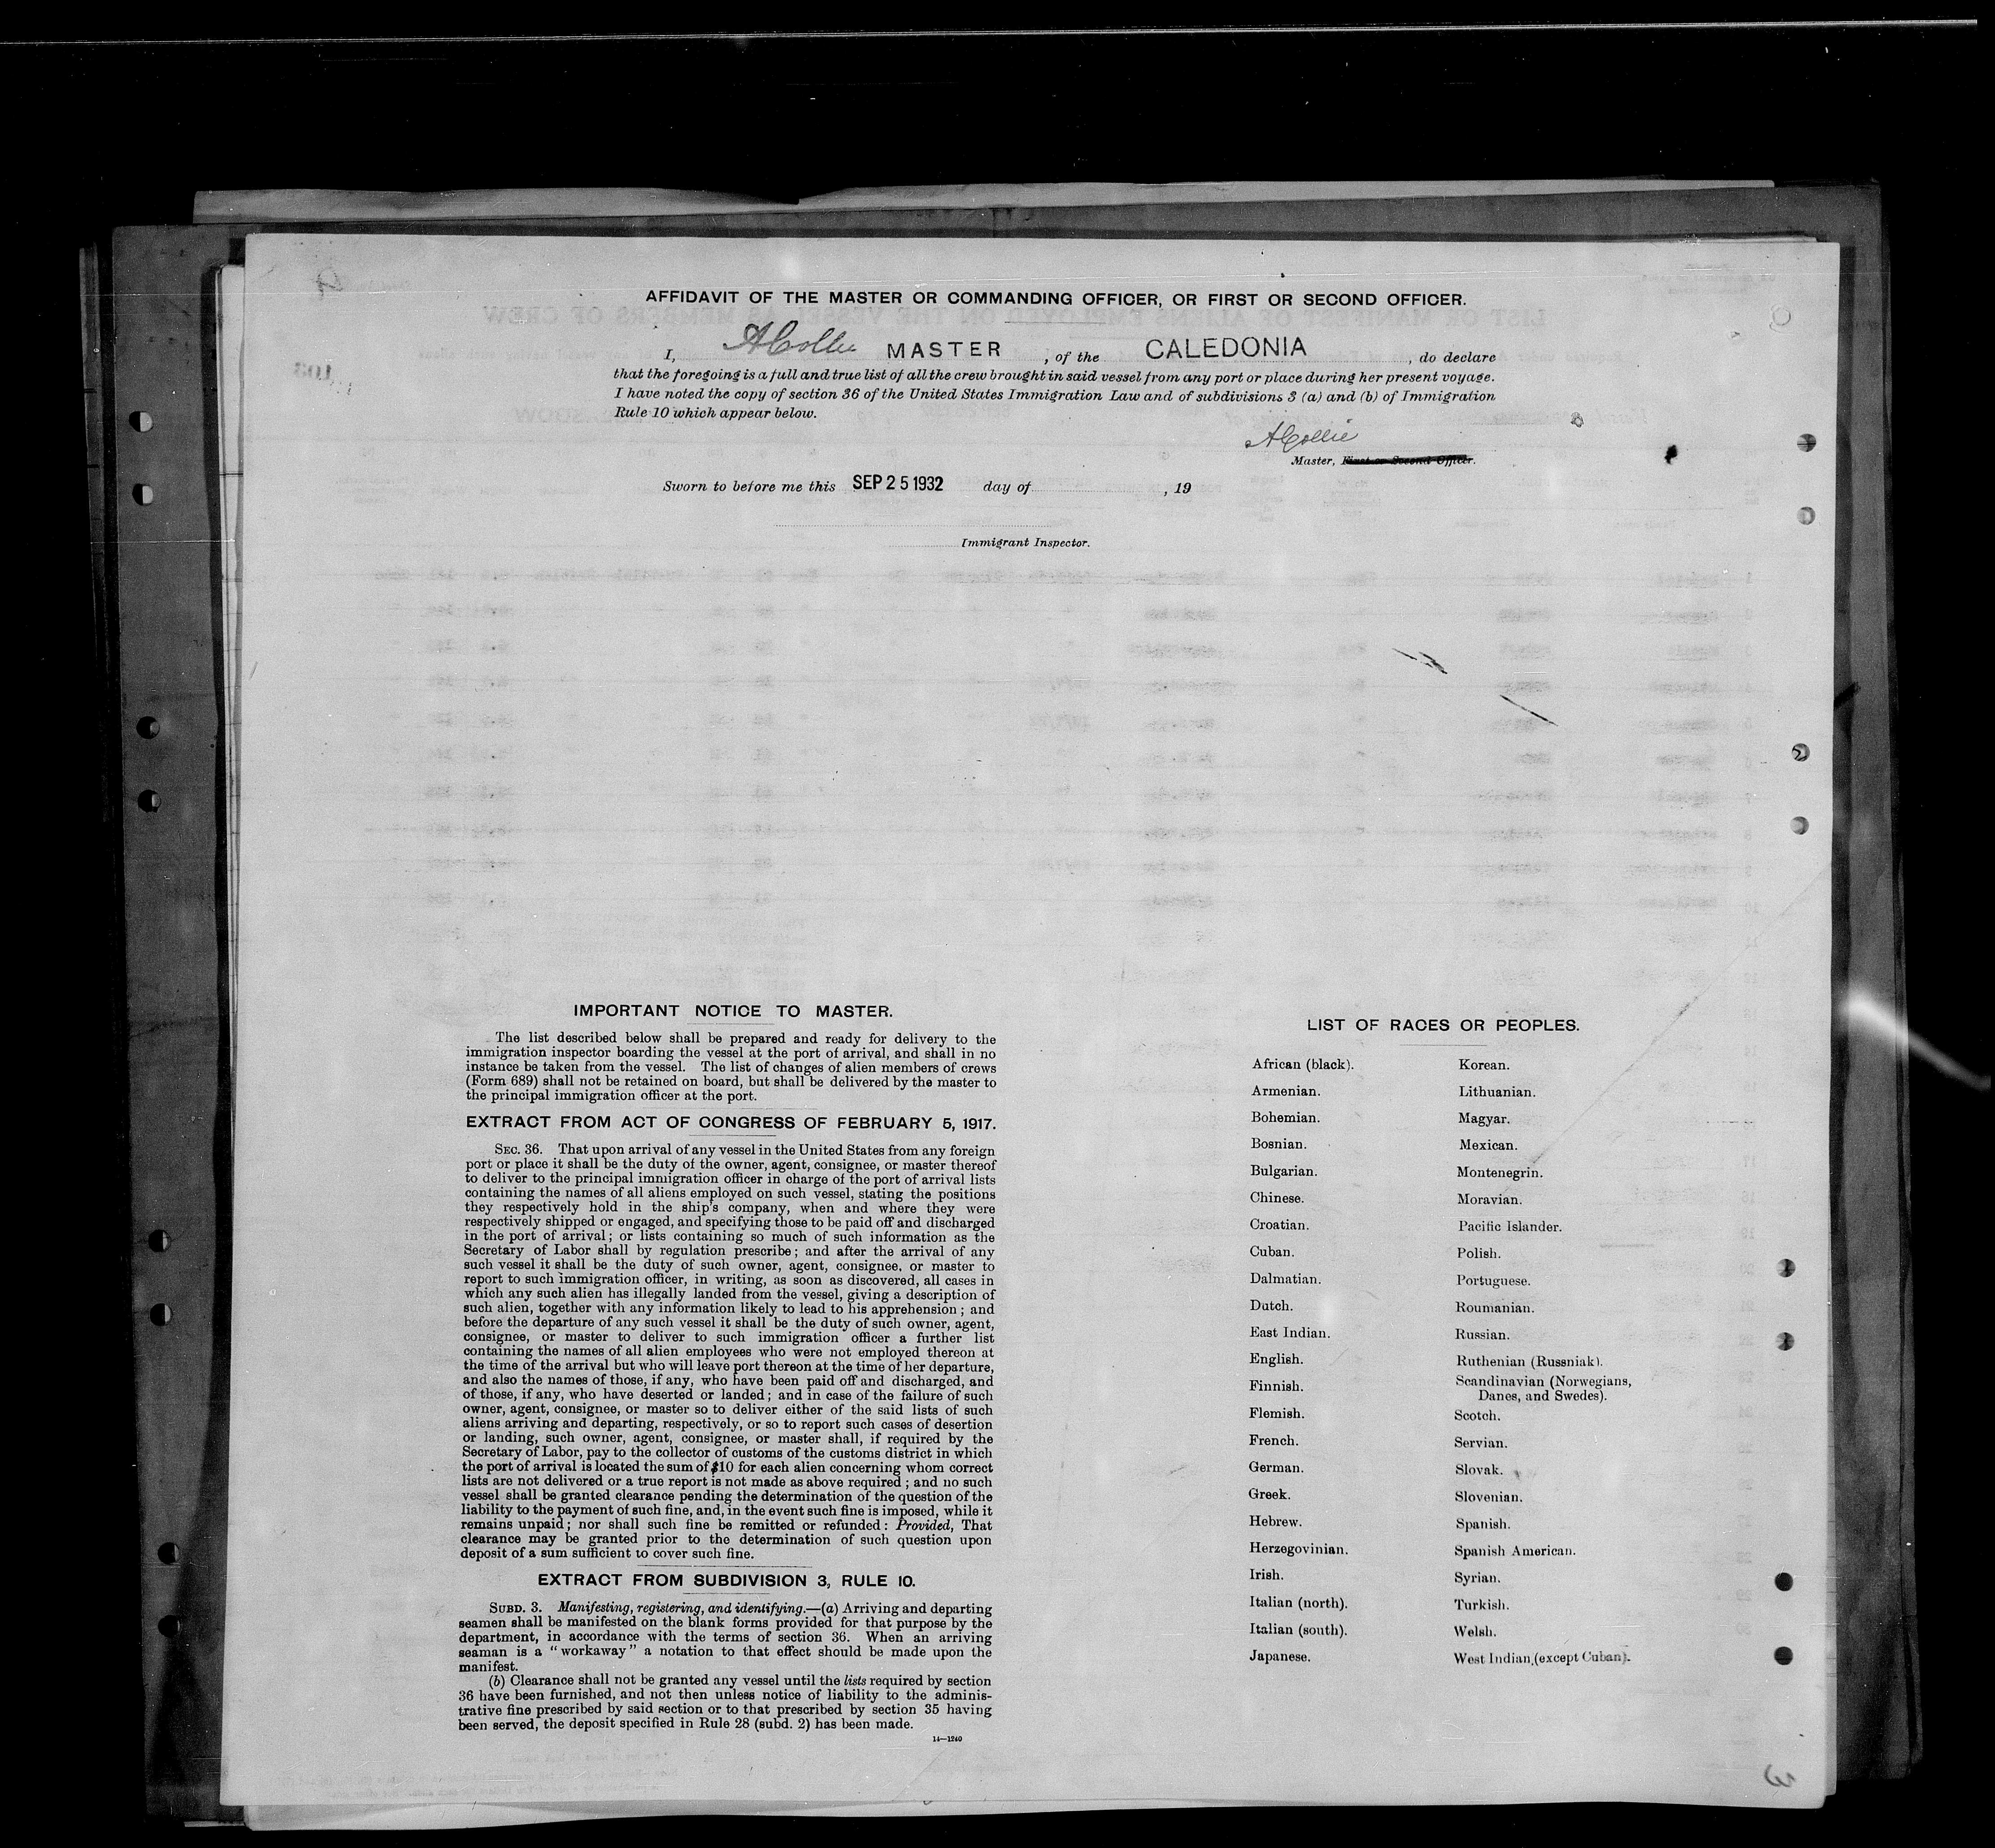 AFFIDAVIT OF THE MASTER OR COMMANDING OFFICER, OR FIRST OR SECOND OFFICER.
I, A Collie MASTER , of the CALEDONIA , do declare
that the foregoing is a full and true list of all the crew brought in said vessel from any port or place during her present voyage.
I have noted the copy of section 36 of the United States Immigration Law and of subdivisions 3 (a) and (b) of Immigration
Rule 10 which appear below.
A Collie
Master, First or Second Officer.
Sworn to before me this SEP 25 1932 day of , 19
Immigrant Inspector.
IMPORTANT NOTICE TO MASTER.
The list described below shall be prepared and ready for delivery to the
immigration inspector boarding the vessel at the port of arrival, and shall in no
instance be taken from the vessel. The list of changes of alien members of crews
(Form 689) shall not be retained on board, but shall be delivered by the master to
the principal immigration officer at the port.
EXTRACT FROM ACT OF CONGRESS OF FEBRUARY 5, 1917.
SEC. 36. That upon arrival of any vessel in the United States from any foreign
port or place it shall be the duty of the owner, agent, consignee, or master thereof
to deliver to the principal immigration officer in charge of the port of arrival lists
containing the names of all aliens employed on such vessel, stating the positions
they respectively hold in the ship's company, when and where they were
respectively shipped or engaged, and specifying those to be paid off and discharged
in the port of arrival; or lists containing so much of such information as the
Secretary of Labor shall by regulation prescribe; and after the arrival of any
such vessel it shall be the duty of such owner, agent, consignee, or master to
report to such immigration officer, in writing, as soon as discovered, all cases in
which any such alien has illegally landed from the vessel, giving a description of
such alien, together with any information likely to lead to his apprehension; and
before the departure of any such vessel it shall be the duty of such owner, agent,
consignee, or master to deliver to such immigration officer a further list
containing the names of all alien employees who were not employed thereon at
the time of the arrival but who will leave port thereon at the time of her departure,
and also the names of those, if any, who have been paid off and discharged, and
of those, if any, who have deserted or landed; and in case of the failure of such
owner, agent, consignee, or master so to deliver either of the said lists of such
aliens arriving and departing, respectively, or so to report such cases of desertion
or landing, such owner, agent, consignee, or master shall, if required by the
Secretary of Labor, pay to the collector of customs of the customs district in which
the port of arrival is located the sum of $10 for each alien concerning whom correct
lists are not delivered or a true report is not made as above required; and no such
vessel shall be granted clearance pending the determination of the question of the
liability to the payment of such fine, and, in the event such fine is imposed, while it
remains unpaid; nor shall such fine be remitted or refunded: Provided, That
clearance may be granted prior to the determination of such question upon
deposit of a sum sufficient to cover such fine.
EXTRACT FROM SUBDIVISION 3, RULE 10.
SUBD. 3. Manifesting, registering, and identifying.—(a) Arriving and departing
seamen shall be manifested on the blank forms provided for that purpose by the
department, in accordance with the terms of section 36. When an arriving
seaman is a "workaway" a notation to that effect should be made upon the
manifest.
(b) Clearance shall not be granted any vessel until the lists required by section
36 have been furnished, and not then unless notice of liability to the adminis-
trative fine prescribed by said section or to that prescribed by section 35 having
been served, the deposit specified in Rule 28 (subd. 2) has been made.
14—1240
LIST OF RACES OR PEOPLES.
African (black).
Armenian.
Bohemian.
Bosnian.
Bulgarian.
Chinese.
Croatian.
Cuban.
Dalmatian.
Dutch.
East Indian.
English.
Finnish.
Flemish.
French.
German.
Greek.
Hebrew.
Herzegovinian.
Irish.
Italian (north).
Italian (south).
Japanese.
Korean.
Lithuanian.
Magyar.
Mexican.
Montenegrin.
Moravian.
Pacific Islander.
Polish.
Portuguese.
Roumanian.
Russian.
Ruthenian (Russniak).
Scandinavian (Norwegians,
Danes, and Swedes).
Scotch.
Servian.
Slovak.
Slovenian.
Spanish.
Spanish American.
Syrian.
Turkish.
Welsh.
West Indian (except Cuban).